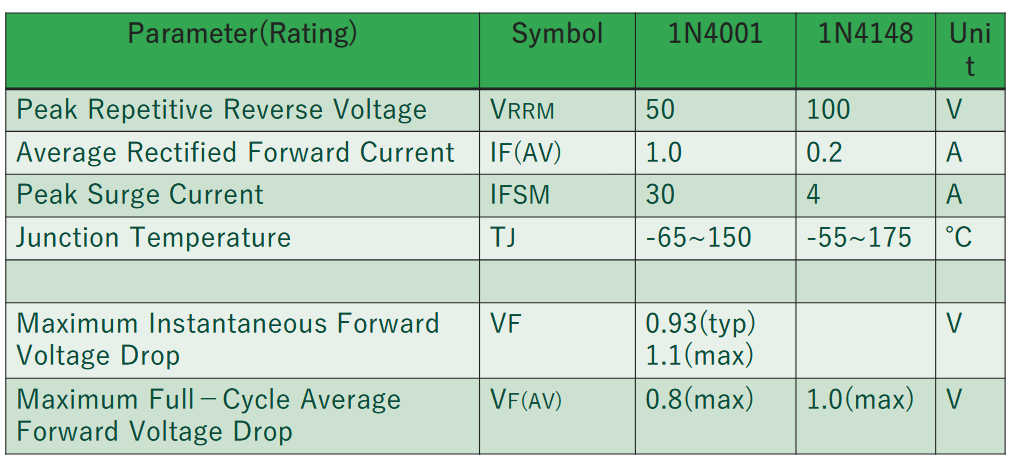 Parameter(Rating) Symbol 1N4001 1N4148 Uni
t
Peak Repetitive Reverse Voltage VRRM 50 100 V
Average Rectified Forward Current IF(AV) 1.0 0.2 A
Peak Surge Current IFSM 30 4 A
Junction Temperature TJ -65~150 -55~175 °C
Maximum Instantaneous Forward VF 0.93(typ) V
Voltage Drop 1.1(max)
Maximum Full－Cycle Average VF(AV) 0.8(max) 1.0(max) V
Forward Voltage Drop